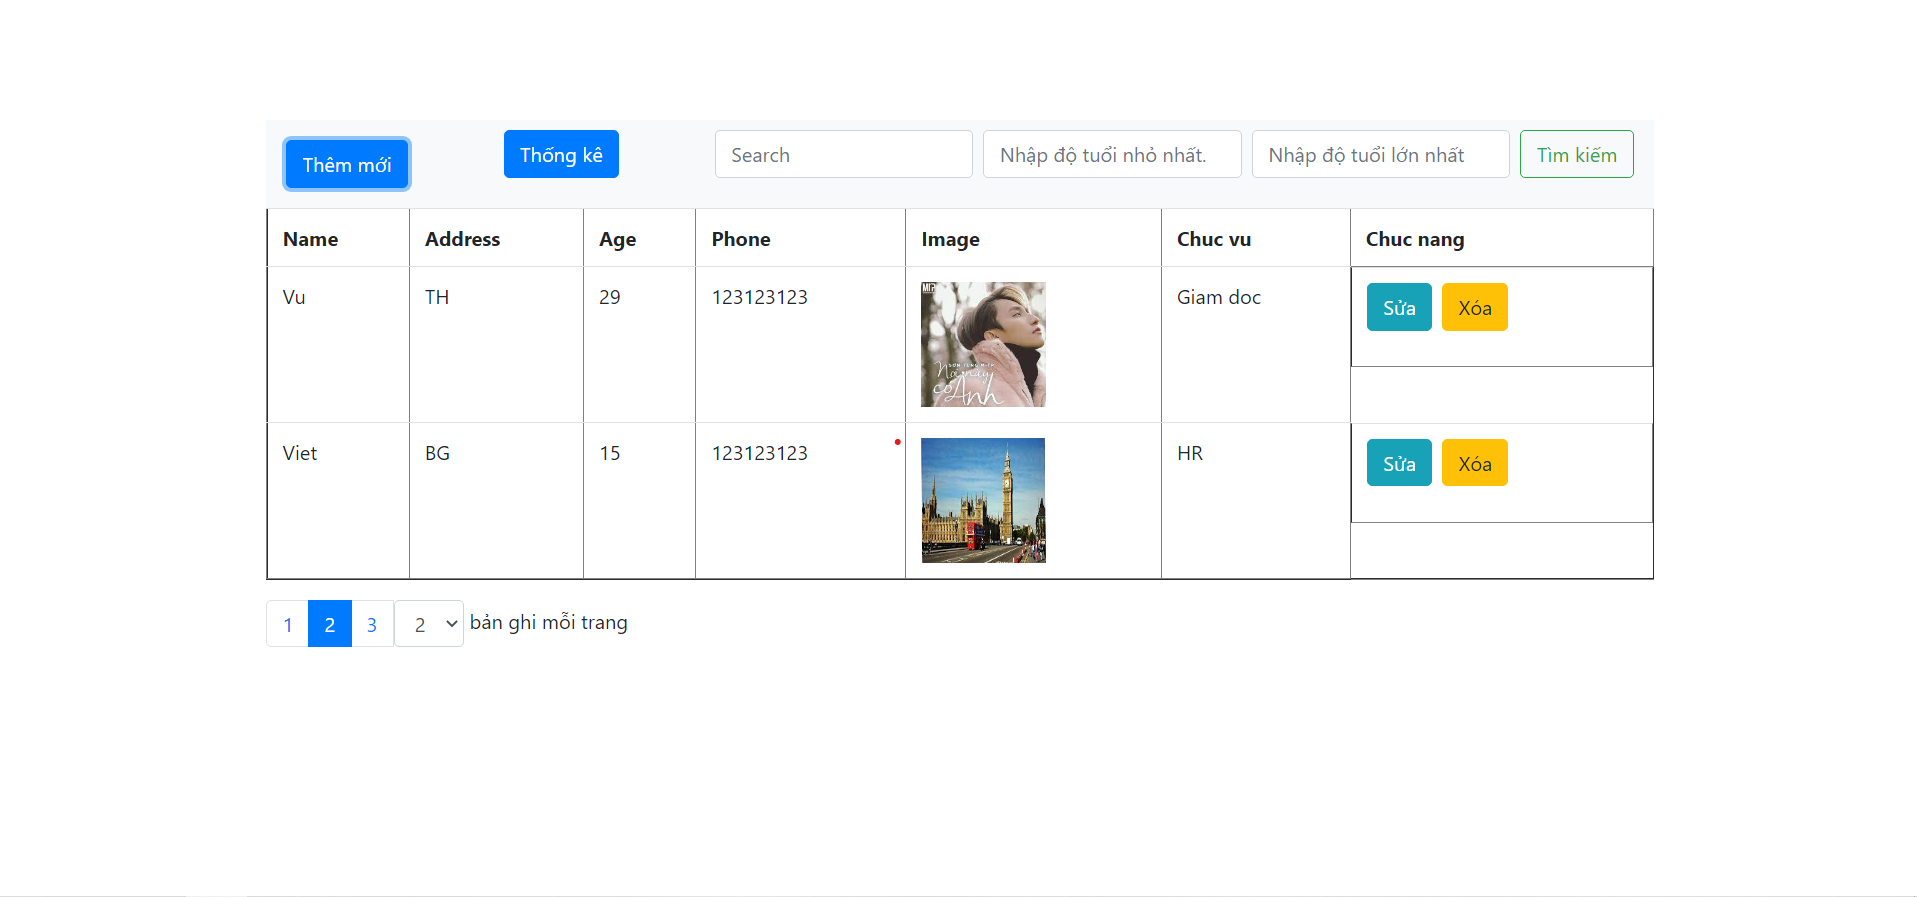 Thêm mới
Thống kê
Search
Nhập độ tuổi nhỏ nhất.
Nhập độ tuổi lớn nhất
Tìm kiếm
Name Address Age Phone Image Chuc vu Chuc nang
Vu TH 29 123123123 Giam doc Sửa Xóa
SƠN TÙNG M-TP
Nơi này
có Anh
Viet BG 15 123123123 HR Sửa Xóa
1 2 3 2 bản ghi mỗi trang